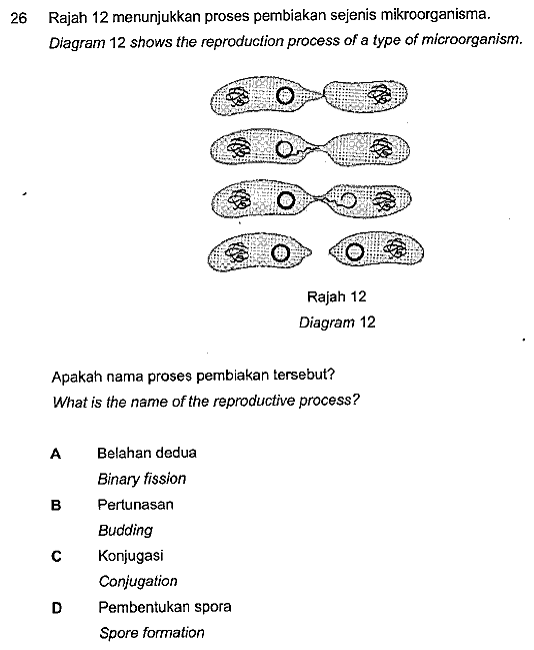 26 Rajah 12 menunjukkan proses pembiakan sejenis mikroorganisma.
Diagram 12 shows the reproduction process of a type of microorganism.
Rajah 12
Diagram 12
Apakah nama proses pembiakan tersebut?
What is the name of the reproductive process?
A Belahan dedua
Binary fission
B Pertunasan
Budding
C Konjugasi
Conjugation
D Pembentukan spora
Spore formation